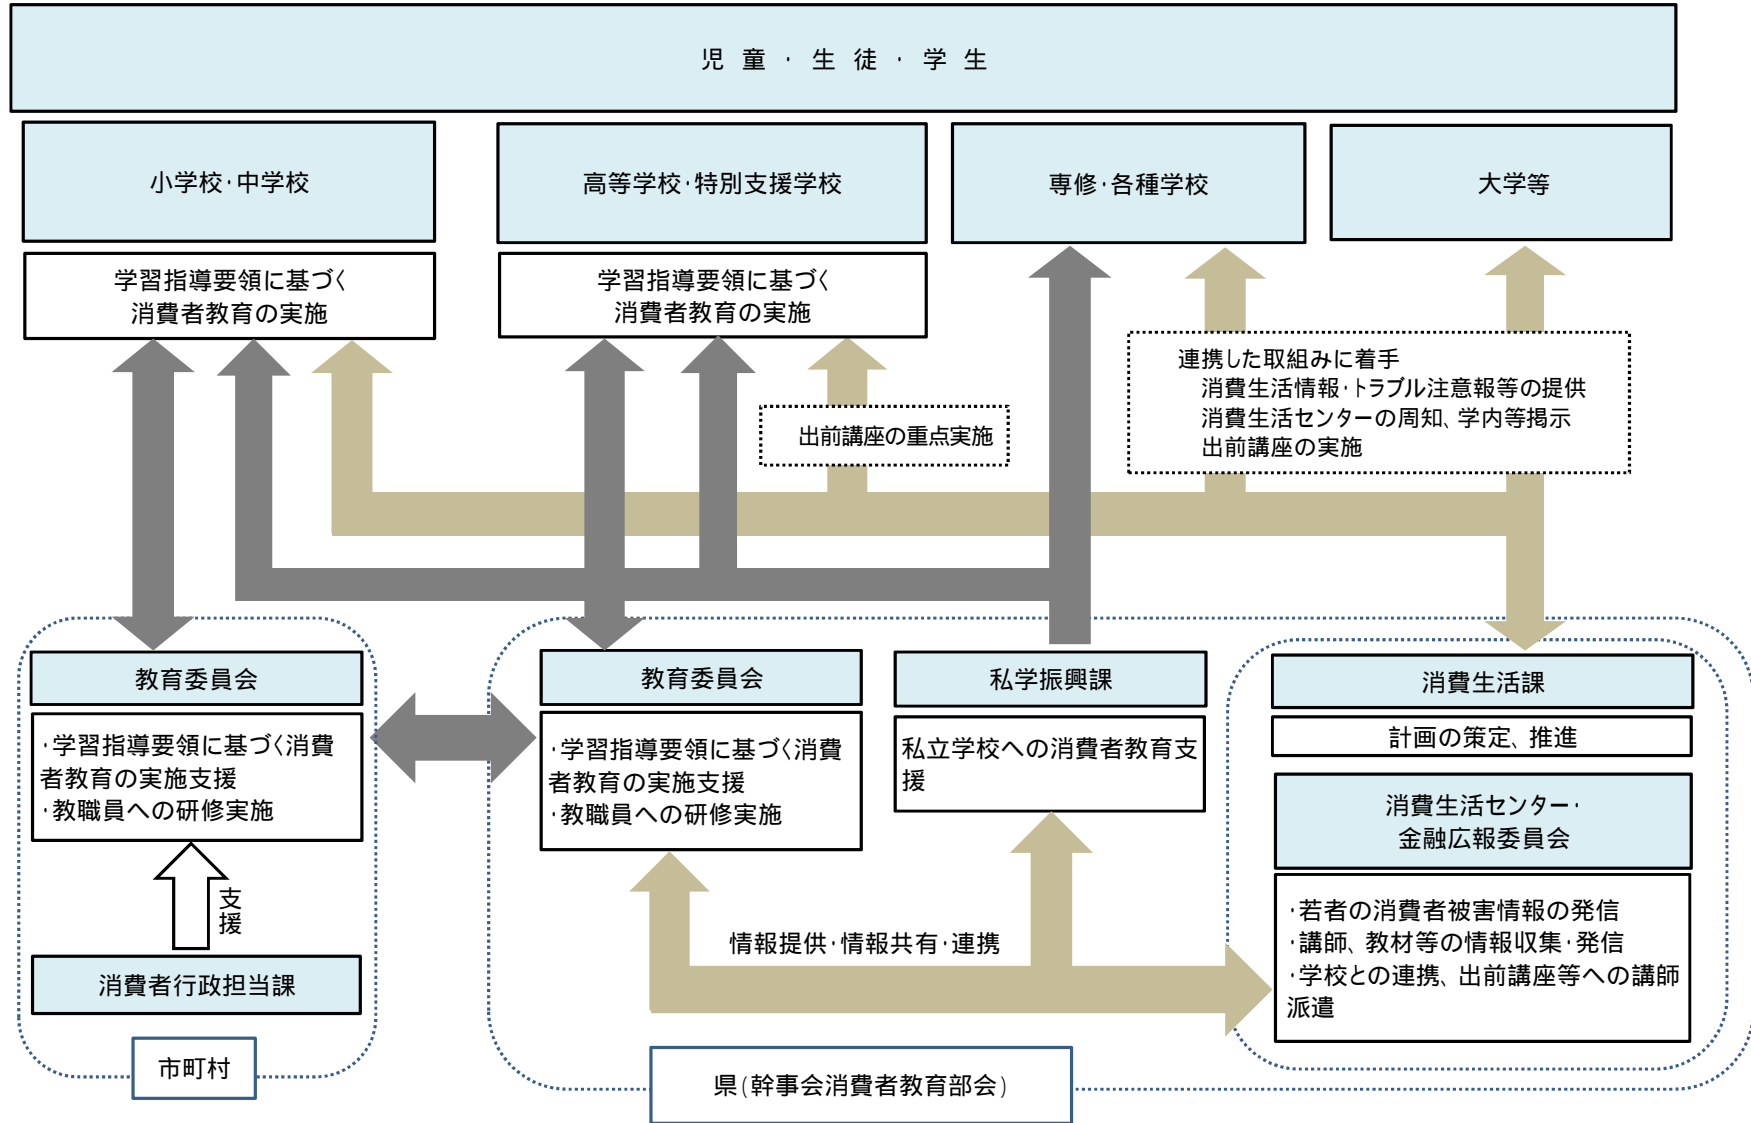 児童・生徒・学生
小学校・中学校
高等学校・特別支援学校
専修・各種学校
大学等
学習指導要領に基づく
消費者教育の実施
学習指導要領に基づく
消費者教育の実施
連携した取組みに着手
消費生活情報・トラブル注意報等の提供
消費生活センターの周知、学内等掲示
出前講座の実施
出前講座の重点実施
教育委員会
・学習指導要領に基づく消費
者教育の実施支援
・教職員への研修実施
支援
消費者行政担当課
市町村
教育委員会
・学習指導要領に基づく消費
者教育の実施支援
・教職員への研修実施
私学振興課
私立学校への消費者教育支
援
情報提供・情報共有・連携
消費生活課
計画の策定、推進
消費生活センター・
金融広報委員会
・若者の消費者被害情報の発信
・講師、教材等の情報収集・発信
・学校との連携、出前講座等への講師
派遣
県(幹事会消費者教育部会)